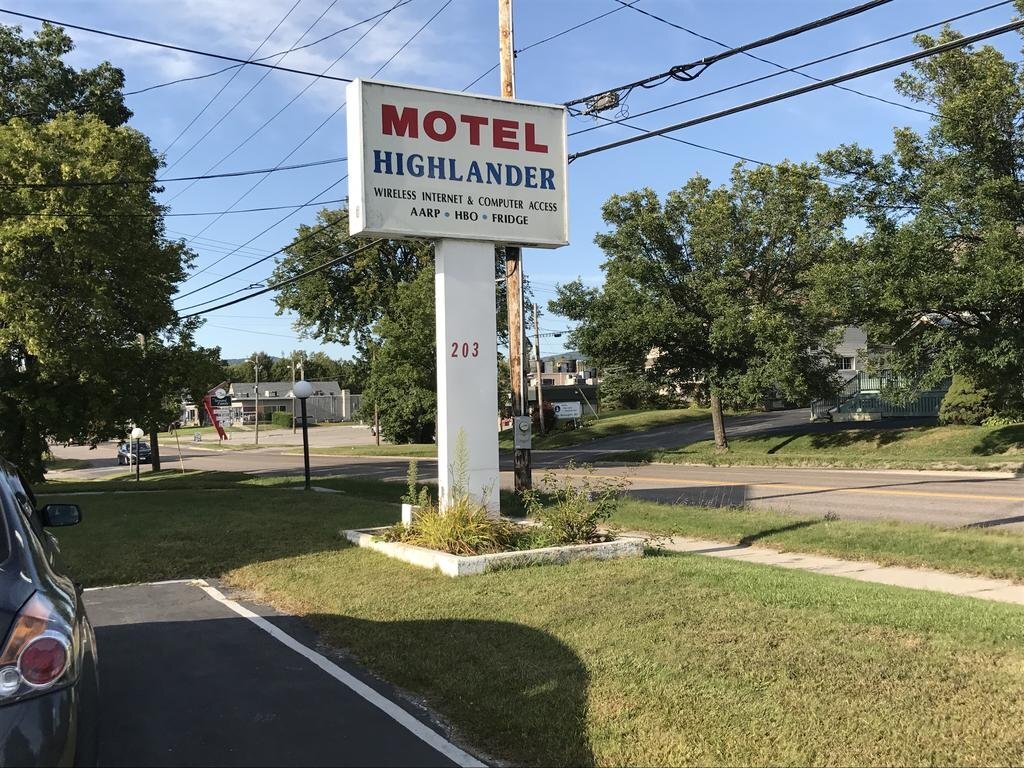 MOTEL
HIGHLANDER
WIRELESS INTERNET & COMPUTER ACCESS
AARP • HBO • FRIDGE
203